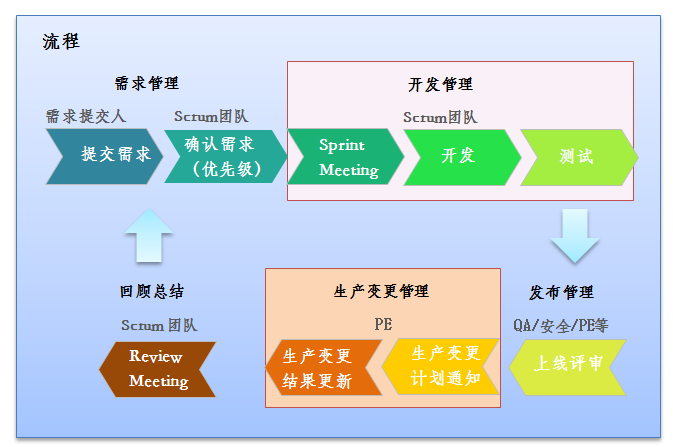 流程
需求管理
开发管理
需求提交人
Scrum团队
Scrum团队
提交需求
确认需求
（优先级）
Sprint
Meeting
开发
测试
回顾总结
生产变更管理
发布管理
Scrum 团队
PE
QA/安全/PE等
Review
Meeting
生产变更
结果更新
生产变更
计划通知
上线评审